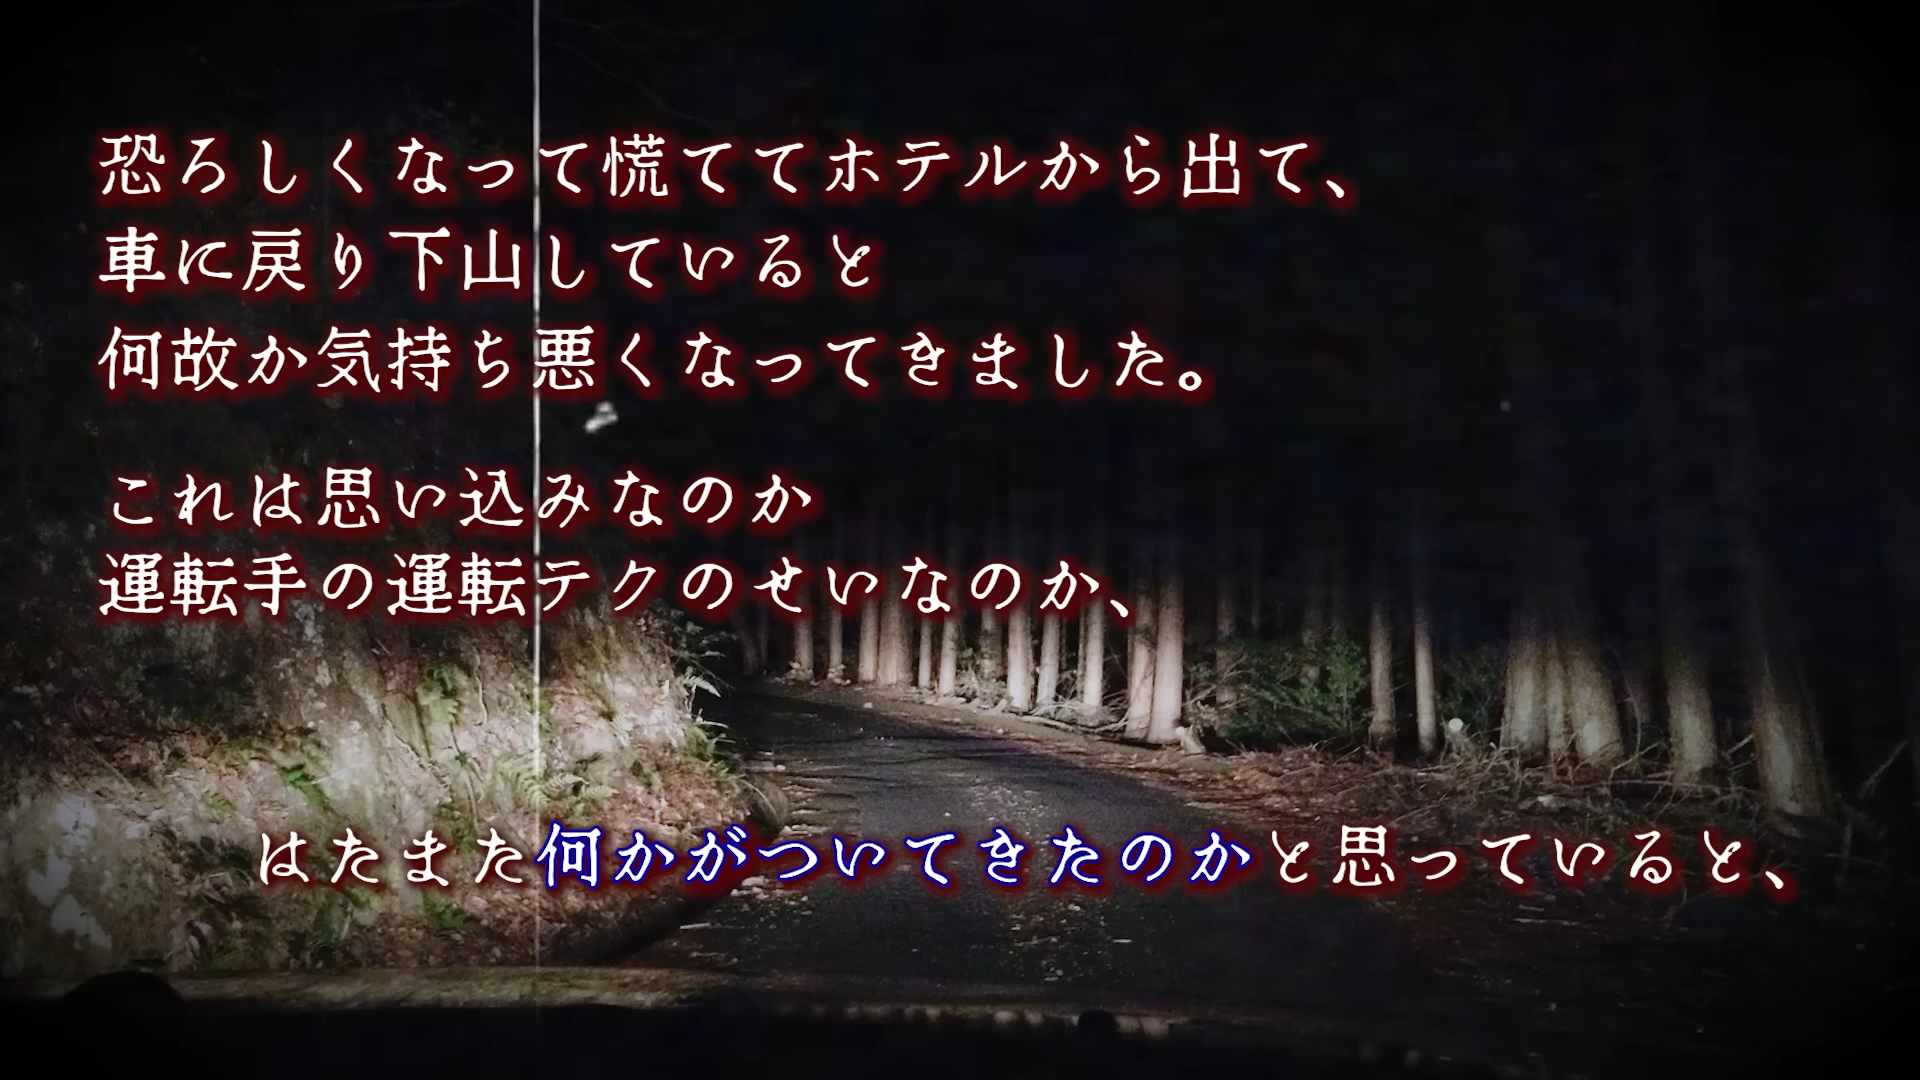 恐ろしくなって慌ててホテルから出て、
車に戻り下山していると
何故か気持ち悪くなってきました。
これは思い込みなのか
運転手の運転テクのせいなのか、
はたまた何かがついてきたのかと思っていると、